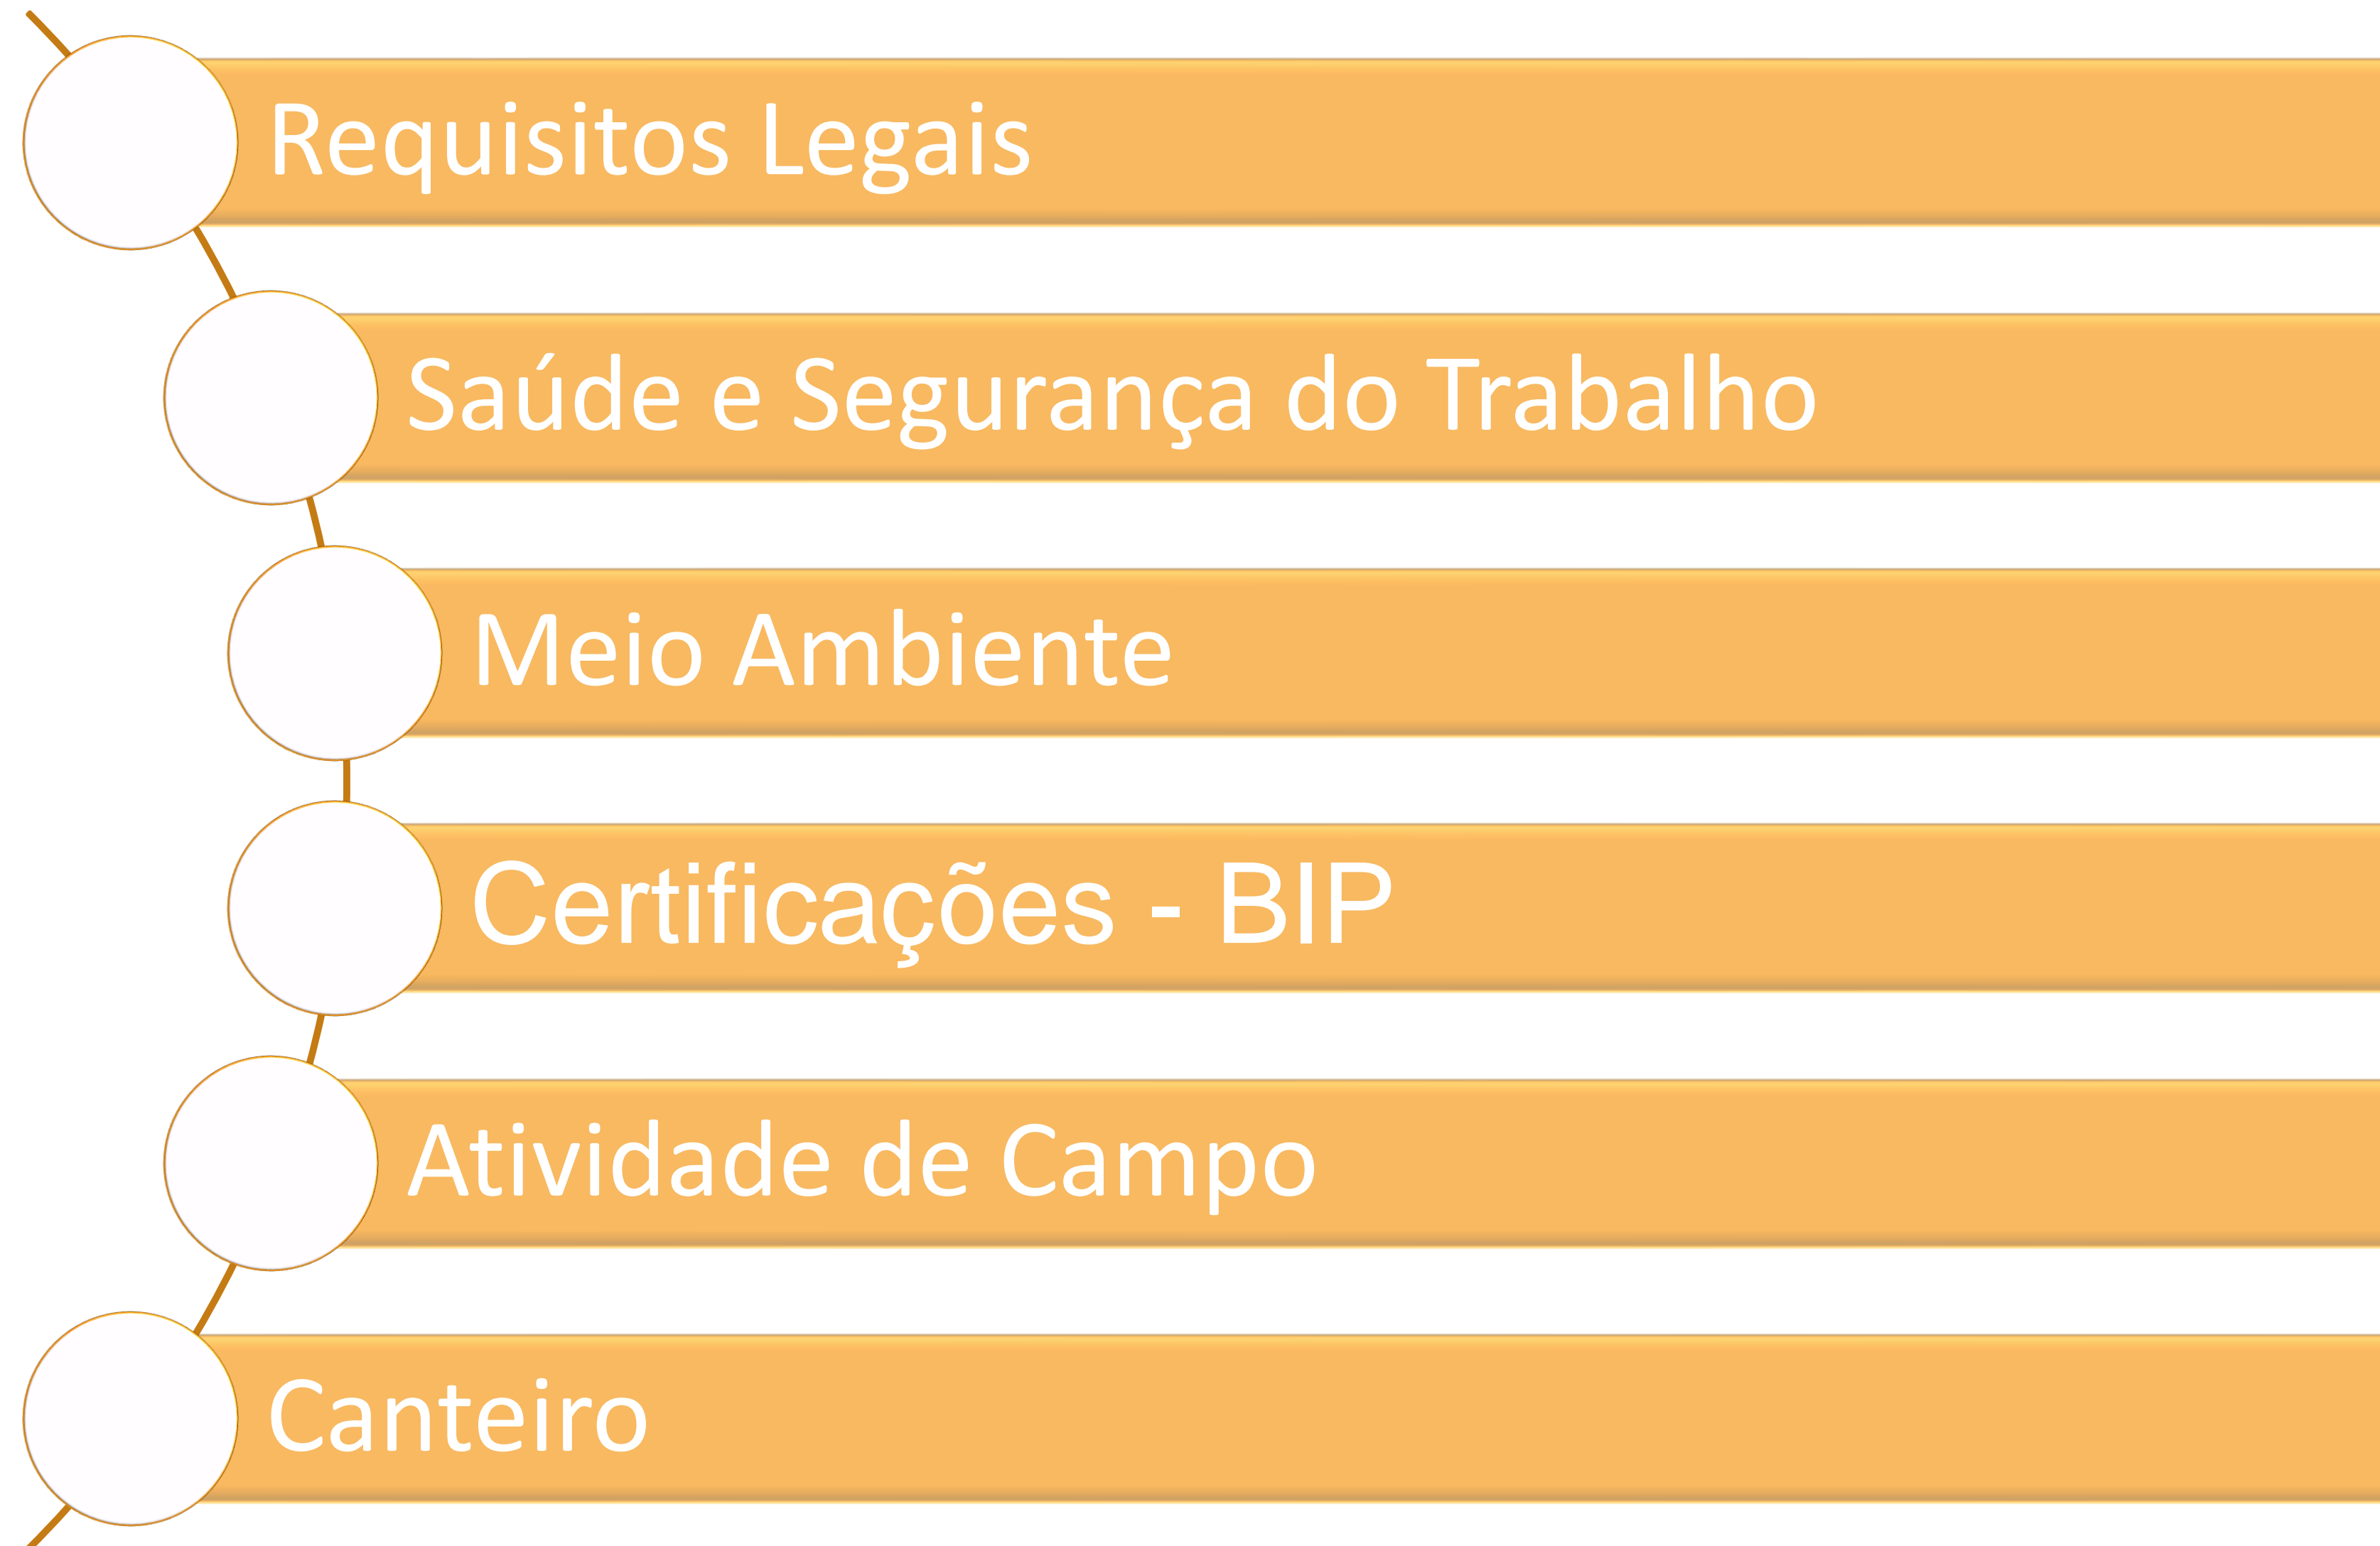 Requisitos Legais
Saúde e Segurança do Trabalho
Meio Ambiente
Certificações - BIP
Atividade de Campo
Canteiro